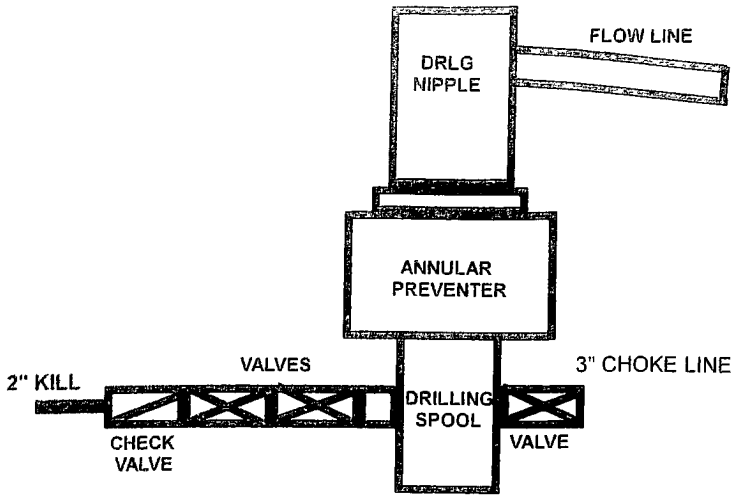 FLOW LINE
DRLG
NIPPLE
ANNULAR
PREVENTER
VALVES
3" CHOKE LINE
2" KILL
DRILLING
SPOOL
CHECK
VALVE
VALVE